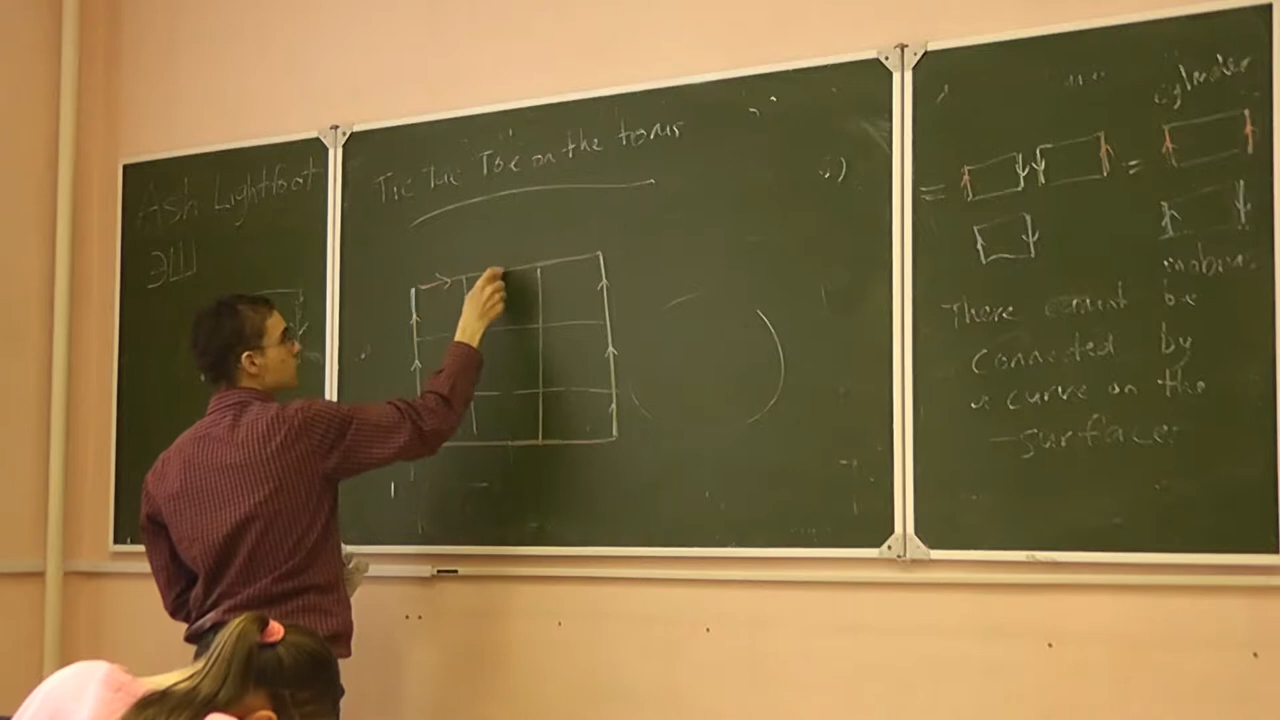 Ash Lightfoot
ЭШ
Tic Tac Toe on the torus
cylinder
=
=
mobius
There cannot be
connected by
a curve on the
surface